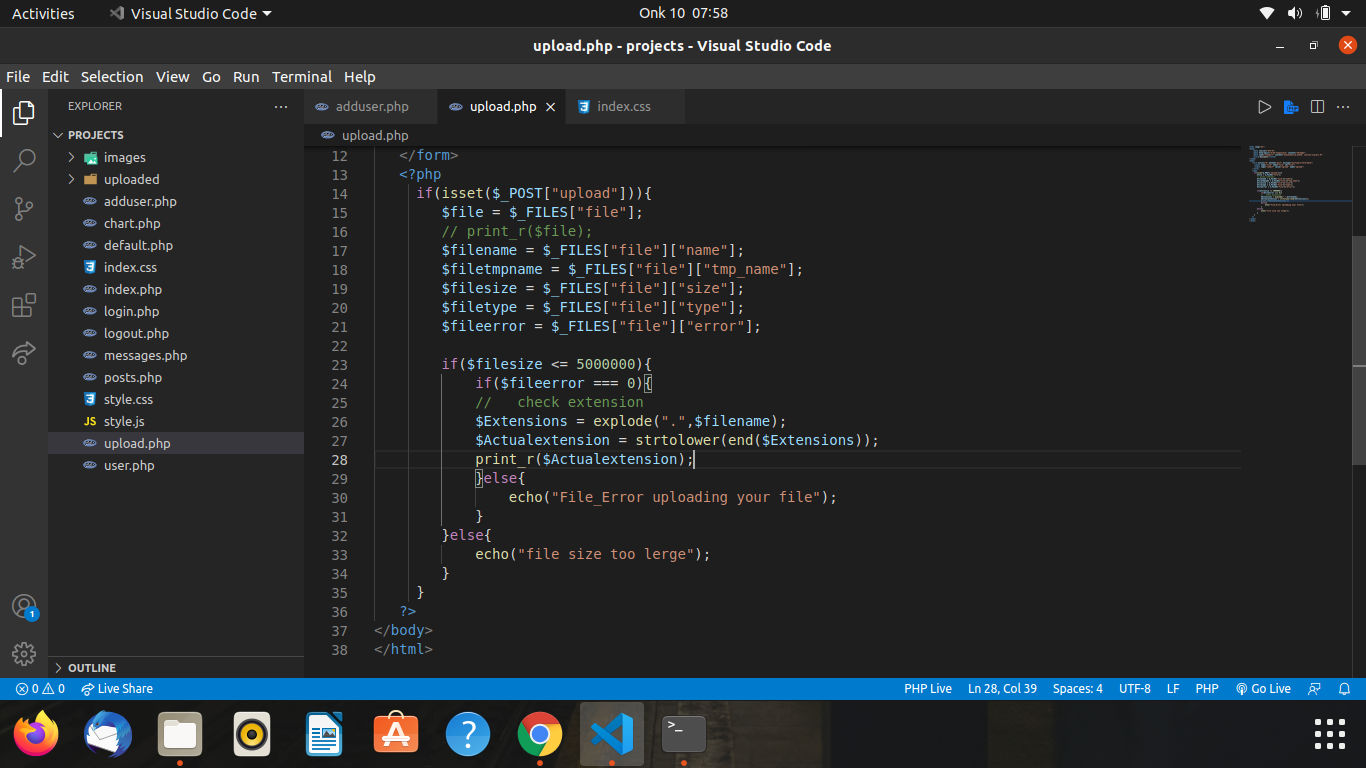 Activities
Visual Studio Code
Onk 10 07:58
upload.php - projects - Visual Studio Code
File Edit Selection View Go Run Terminal Help
EXPLORER
PROJECTS
images
uploaded
adduser.php
chart.php
default.php
index.css
index.php
login.php
logout.php
messages.php
posts.php
style.css
JS style.js
upload.php
user.php
OUTLINE
adduser.php
upload.php
index.css
upload.php
12 </form>
13 <?php
14 if(isset($_POST["upload"])){
15 $file = $_FILES["file"];
16 // print_r($file);
17 $filename = $_FILES["file"]["name"];
18 $filetmpname = $_FILES["file"]["tmp_name"];
19 $filesize = $_FILES["file"]["size"];
20 $filetype = $_FILES["file"]["type"];
21 $fileerror = $_FILES["file"]["error"];
22
23 if($filesize <= 5000000){
24 if($fileerror === 0){
25 // check extension
26 $Extensions = explode(".",$filename);
27 $Actualextension = strtolower(end($Extensions));
28 print_r($Actualextension);
29 }else{
30 echo("File_Error uploading your file");
31 }
32 }else{
33 echo("file size too lerge");
34 }
35 }
36 ?>
37 </body>
38 </html>
1
0 0 Live Share
PHP Live Ln 28, Col 39 Spaces: 4 UTF-8 LF PHP Go Live